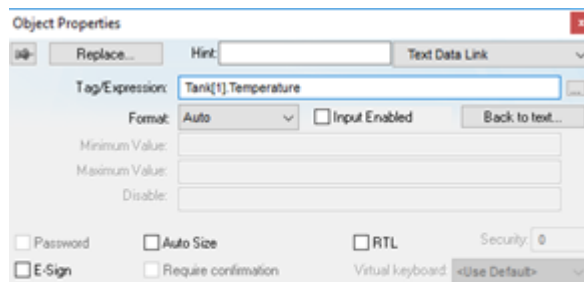 Object Properties
x
Replace... Hint: Text Data Link
Tag/Expression: Tank[1].Temperature ...
Format: Auto Input Enabled Back to text...
Minimum Value:
Maximum Value:
Disable:
Password Auto Size RTL Security: 0
E-Sign Require confirmation Virtual keyboard: <Use Default>